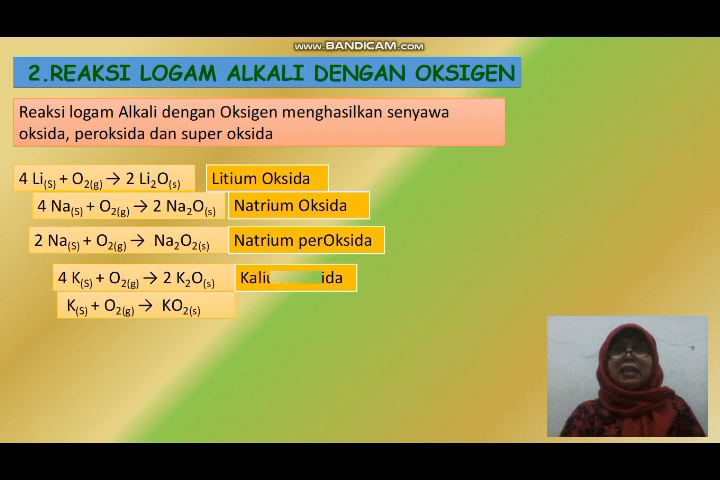 www.BANDICAM.com
2.REAKSI LOGAM ALKALI DENGAN OKSIGEN
Reaksi logam Alkali dengan Oksigen menghasilkan senyawa
oksida, peroksida dan super oksida
4 Li(S) + O2(g) → 2 Li2O(s) Litium Oksida
4 Na(S) + O2(g) → 2 Na2O(s) Natrium Oksida
2 Na(S) + O2(g) → Na2O2(s) Natrium perOksida
4 K(S) + O2(g) → 2 K2O(s)
K(S) + O2(g) → KO2(s)